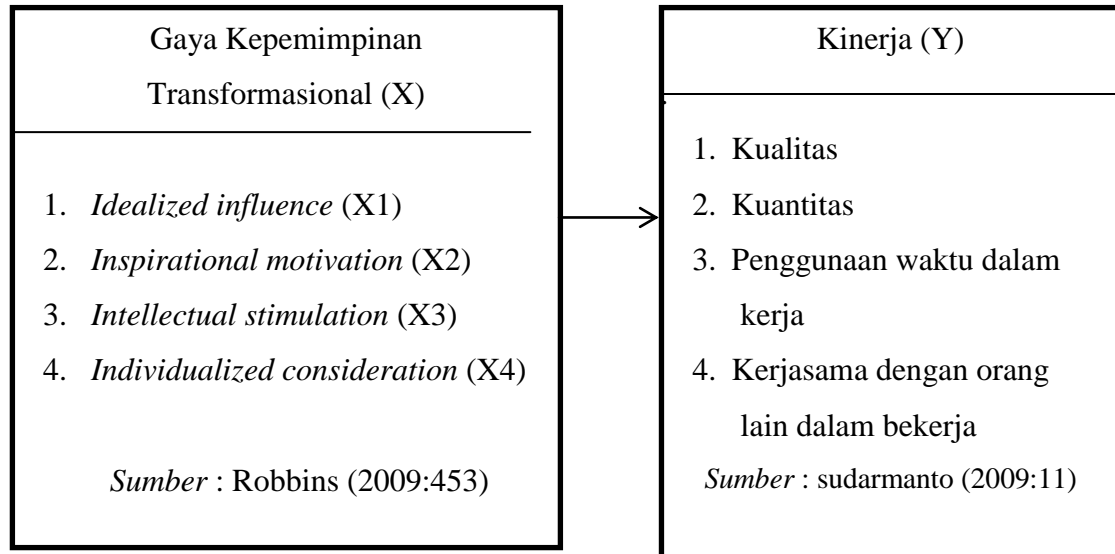 Gaya Kepemimpinan
Transformasional (X)
1. Idealized influence (X1)
2. Inspirational motivation (X2)
3. Intellectual stimulation (X3)
4. Individualized consideration (X4)
Sumber : Robbins (2009:453)
Kinerja (Y)
1. Kualitas
2. Kuantitas
3. Penggunaan waktu dalam
kerja
4. Kerjasama dengan orang
lain dalam bekerja
Sumber : sudarmanto (2009:11)